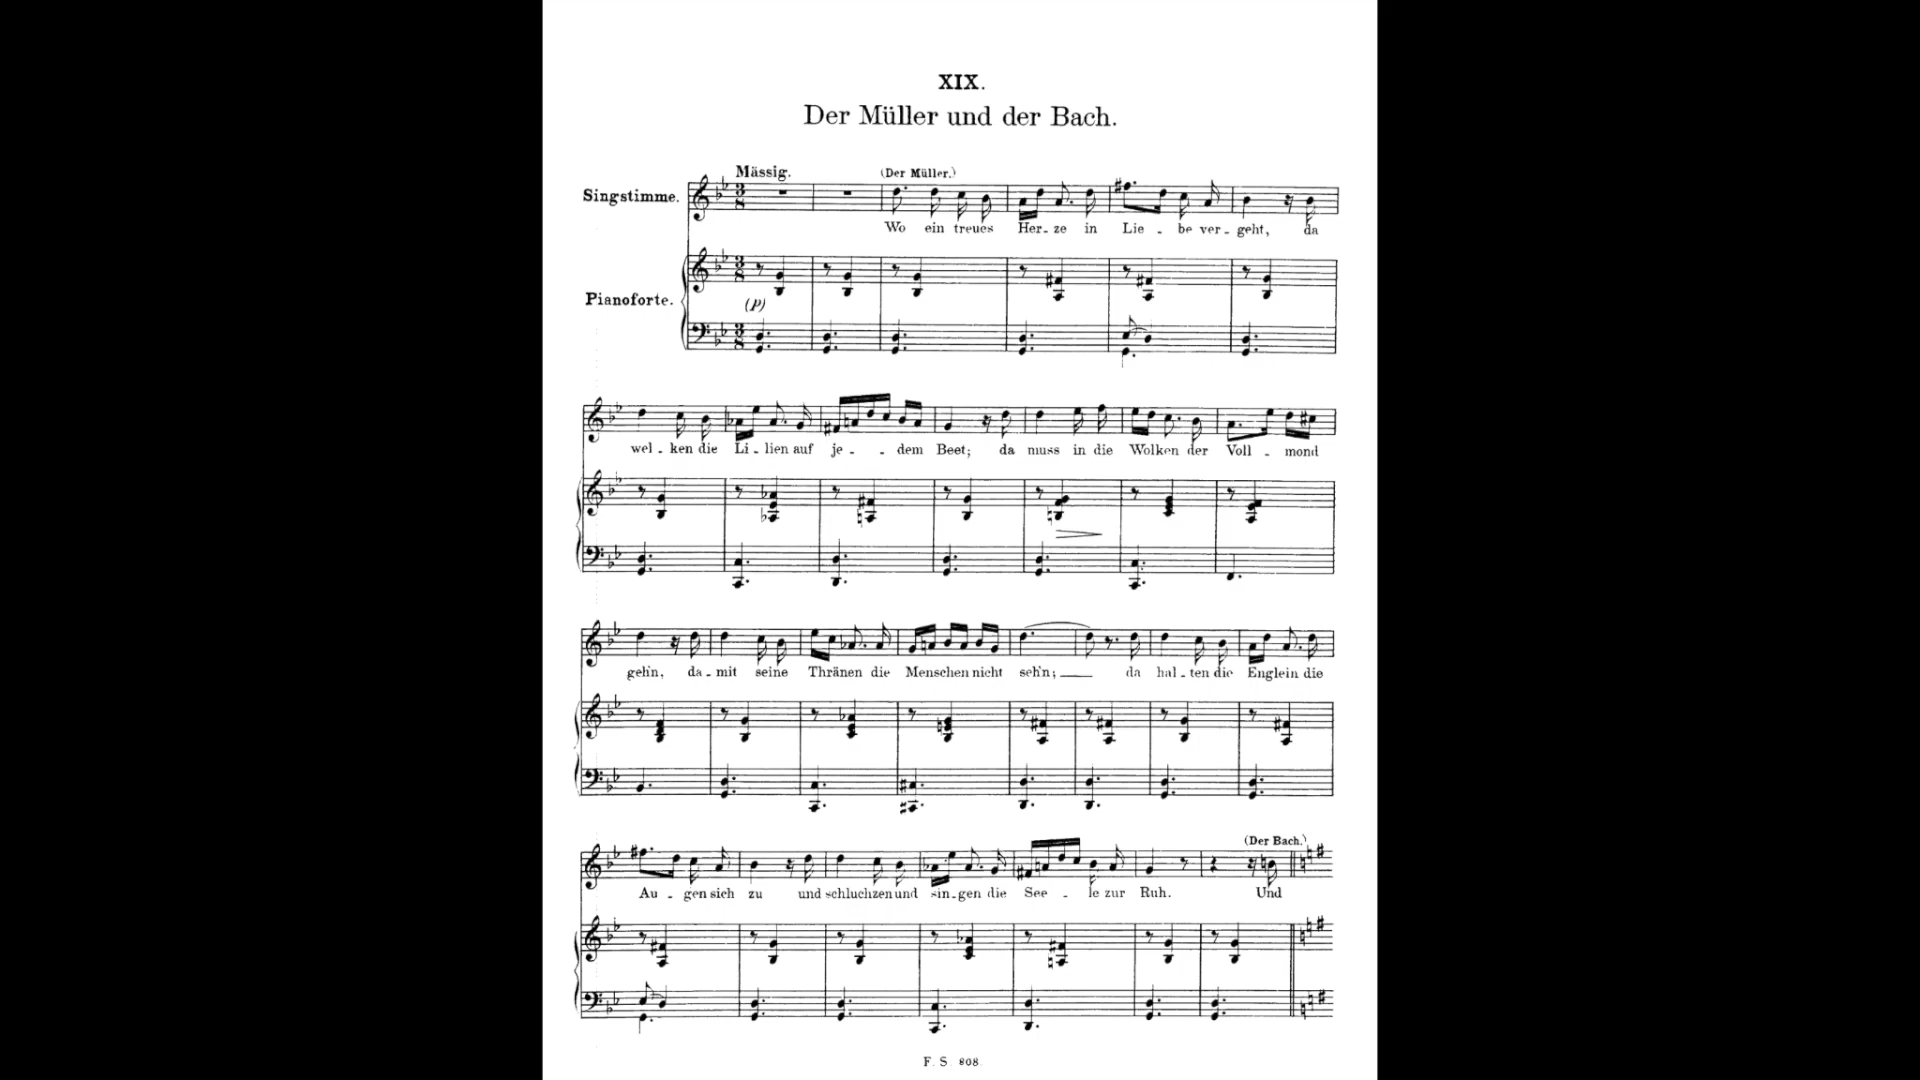 XIX.
Der Müller und der Bach.
Mässig.
(Der Müller.)
Singstimme.
Wo ein treues Her - ze in Lie - be ver - geht, da
Pianoforte.
(p)
wel - ken die Li - lien auf je - - dem Beet; da muss in die Wolken der Voll - mond
geh'n, da - mit seine Thränen die Menschen nicht seh'n; da hal - ten die Englein die
(Der Bach.)
Au - gen sich zu und schluchzen und sin - gen die See - le zur Ruh. Und
F. S. 808.